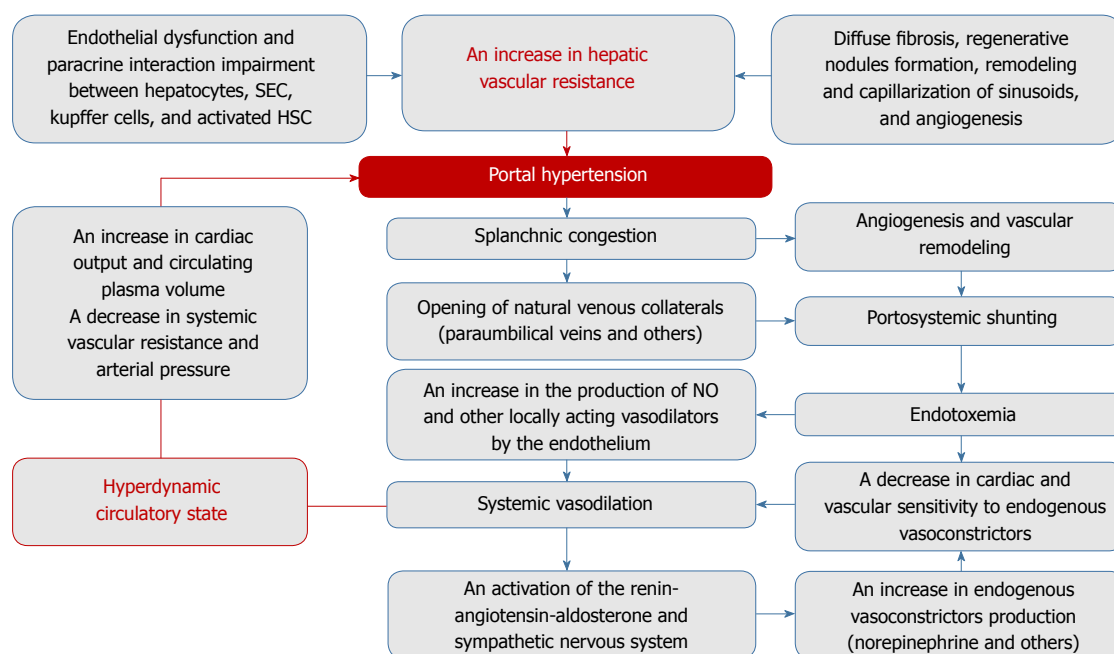 Endothelial dysfunction and
paracrine interaction impairment
between hepatocytes, SEC,
kupffer cells, and activated HSC
An increase in hepatic
vascular resistance
Diffuse fibrosis, regenerative
nodules formation, remodeling
and capillarization of sinusoids,
and angiogenesis
Portal hypertension
An increase in cardiac
output and circulating
plasma volume
A decrease in systemic
vascular resistance and
arterial pressure
Splanchnic congestion
Angiogenesis and vascular
remodeling
Opening of natural venous collaterals
(paraumbilical veins and others)
Portosystemic shunting
An increase in the production of NO
and other locally acting vasodilators
by the endothelium
Endotoxemia
Hyperdynamic
circulatory state
Systemic vasodilation
A decrease in cardiac and
vascular sensitivity to endogenous
vasoconstrictors
An activation of the renin-
angiotensin-aldosterone and
sympathetic nervous system
An increase in endogenous
vasoconstrictors production
(norepinephrine and others)